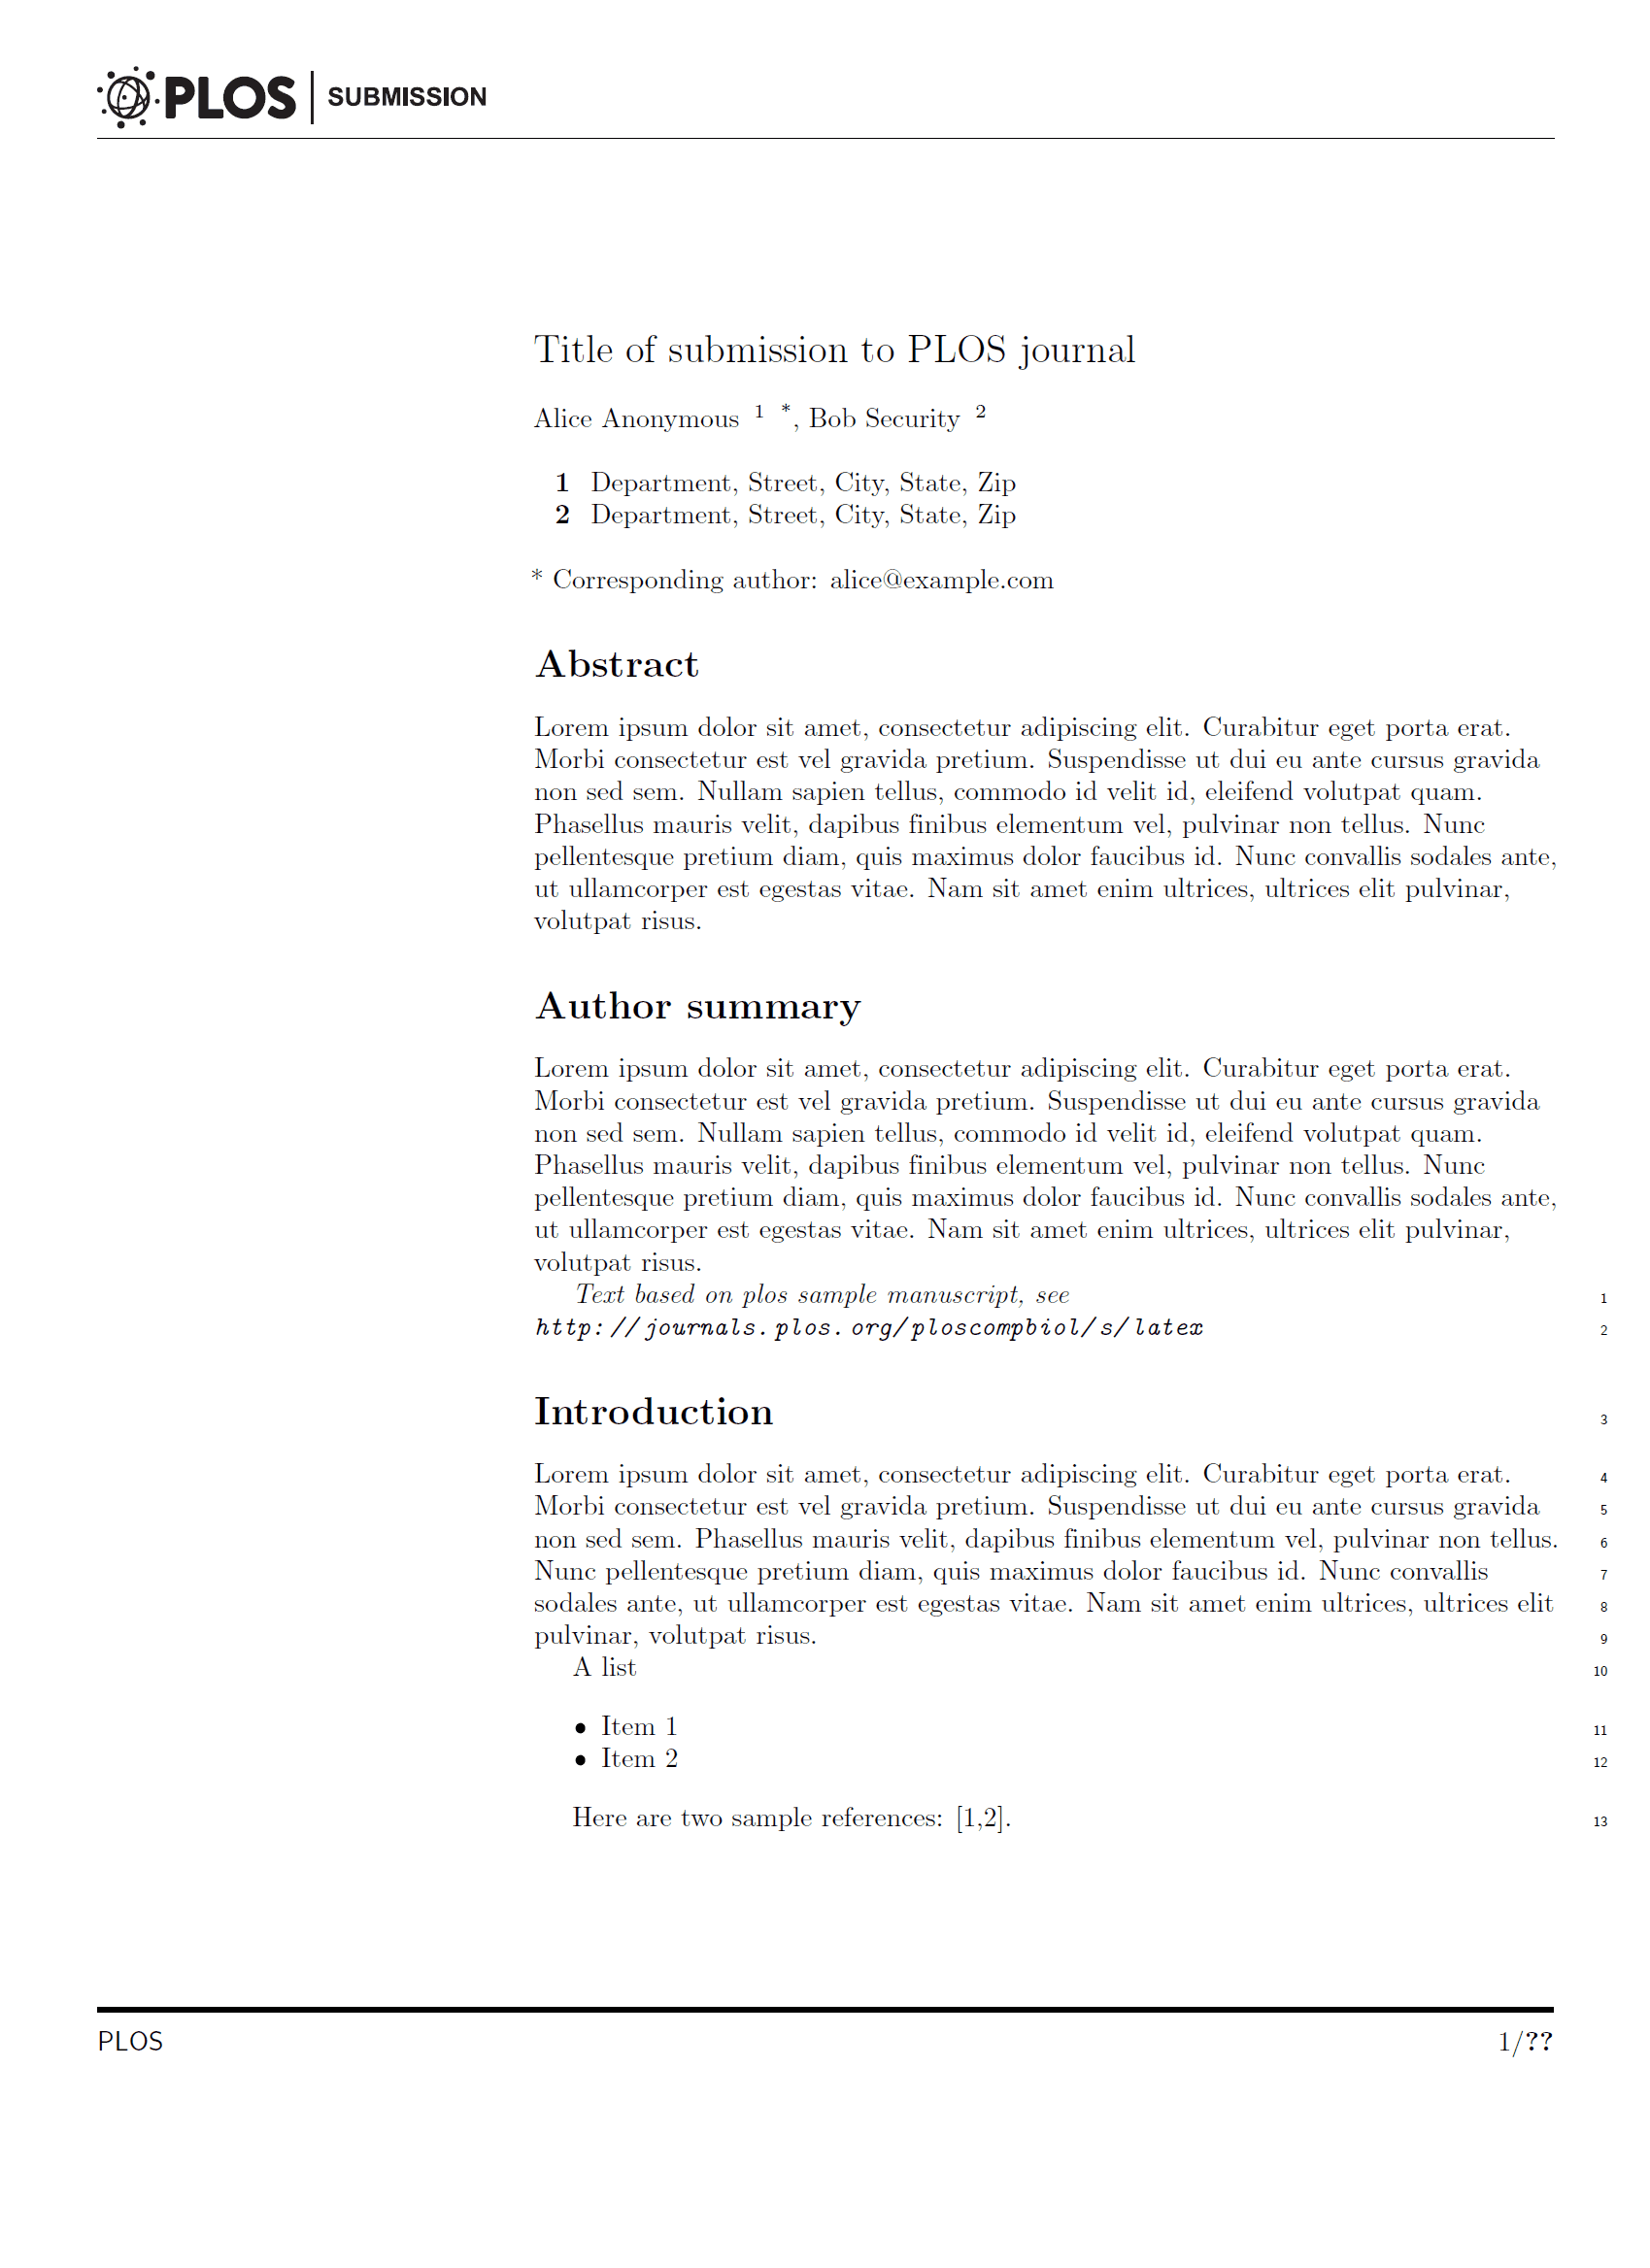 PLOS | SUBMISSION
Title of submission to PLOS journal
Alice Anonymous 1 *, Bob Security 2
1 Department, Street, City, State, Zip
2 Department, Street, City, State, Zip
* Corresponding author: alice@example.com
Abstract
Lorem ipsum dolor sit amet, consectetur adipiscing elit. Curabitur eget porta erat.
Morbi consectetur est vel gravida pretium. Suspendisse ut dui eu ante cursus gravida
non sed sem. Nullam sapien tellus, commodo id velit id, eleifend volutpat quam.
Phasellus mauris velit, dapibus finibus elementum vel, pulvinar non tellus. Nunc
pellentesque pretium diam, quis maximus dolor faucibus id. Nunc convallis sodales ante,
ut ullamcorper est egestas vitae. Nam sit amet enim ultrices, ultrices elit pulvinar,
volutpat risus.
Author summary
Lorem ipsum dolor sit amet, consectetur adipiscing elit. Curabitur eget porta erat.
Morbi consectetur est vel gravida pretium. Suspendisse ut dui eu ante cursus gravida
non sed sem. Nullam sapien tellus, commodo id velit id, eleifend volutpat quam.
Phasellus mauris velit, dapibus finibus elementum vel, pulvinar non tellus. Nunc
pellentesque pretium diam, quis maximus dolor faucibus id. Nunc convallis sodales ante,
ut ullamcorper est egestas vitae. Nam sit amet enim ultrices, ultrices elit pulvinar,
volutpat risus.
Text based on plos sample manuscript, see 1
http://journals.plos.org/ploscompbiol/s/latex 2
Introduction 3
Lorem ipsum dolor sit amet, consectetur adipiscing elit. Curabitur eget porta erat. 4
Morbi consectetur est vel gravida pretium. Suspendisse ut dui eu ante cursus gravida 5
non sed sem. Phasellus mauris velit, dapibus finibus elementum vel, pulvinar non tellus. 6
Nunc pellentesque pretium diam, quis maximus dolor faucibus id. Nunc convallis 7
sodales ante, ut ullamcorper est egestas vitae. Nam sit amet enim ultrices, ultrices elit 8
pulvinar, volutpat risus. 9
A list 10
• Item 1 11
• Item 2 12
Here are two sample references: [1,2]. 13
PLOS 1/??